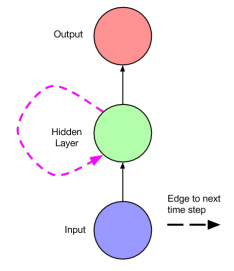 Output
Hidden
Layer
Edge to next
time step
Input